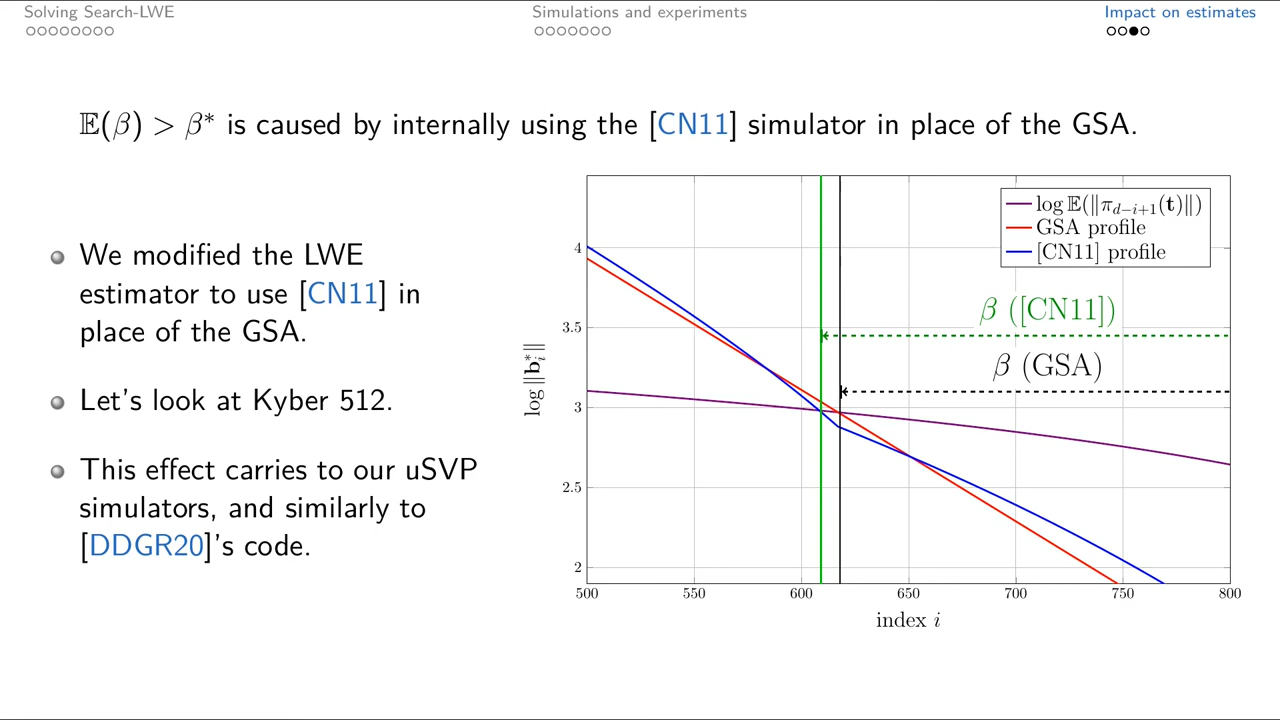 Solving Search-LWE
Simulations and experiments
Impact on estimates
𝔼(β) > β* is caused by internally using the [CN11] simulator in place of the GSA.
We modified the LWE
estimator to use [CN11] in
place of the GSA.
Let's look at Kyber 512.
This effect carries to our uSVP
simulators, and similarly to
[DDGR20]'s code.
log 𝔼(‖π_{d−i+1}(t)‖)
GSA profile
[CN11] profile
β ([CN11])
β (GSA)
4
3.5
3
2.5
2
log ‖b*_i‖
500 550 600 650 700 750 800
index i